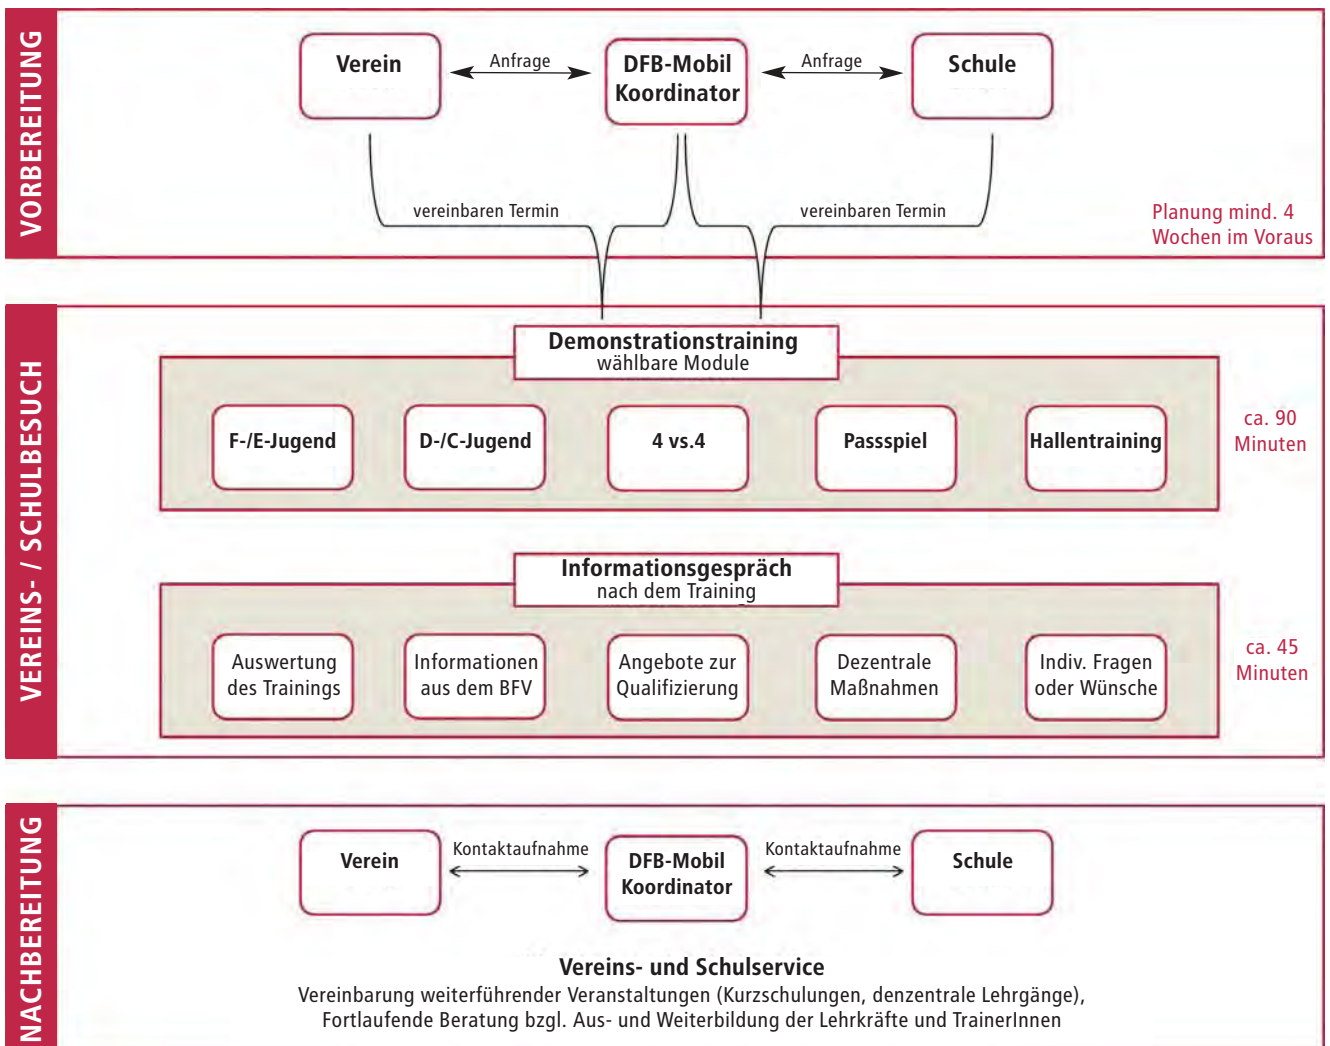 VORBEREITUNG
Verein
Anfrage
DFB-Mobil
Koordinator
Anfrage
Schule
vereinbaren Termin
vereinbaren Termin
Planung mind. 4
Wochen im Voraus
VEREINS- / SCHULBESUCH
Demonstrationstraining
wählbare Module
F-/E-Jugend
D-/C-Jugend
4 vs.4
Passspiel
Hallentraining
ca. 90
Minuten
Informationsgespräch
nach dem Training
Auswertung
des Trainings
Informationen
aus dem BFV
Angebote zur
Qualifizierung
Dezentrale
Maßnahmen
Indiv. Fragen
oder Wünsche
ca. 45
Minuten
NACHBEREITUNG
Verein
Kontaktaufnahme
DFB-Mobil
Koordinator
Kontaktaufnahme
Schule
Vereins- und Schulservice
Vereinbarung weiterführender Veranstaltungen (Kurzschulungen, denzentrale Lehrgänge),
Fortlaufende Beratung bzgl. Aus- und Weiterbildung der Lehrkräfte und TrainerInnen